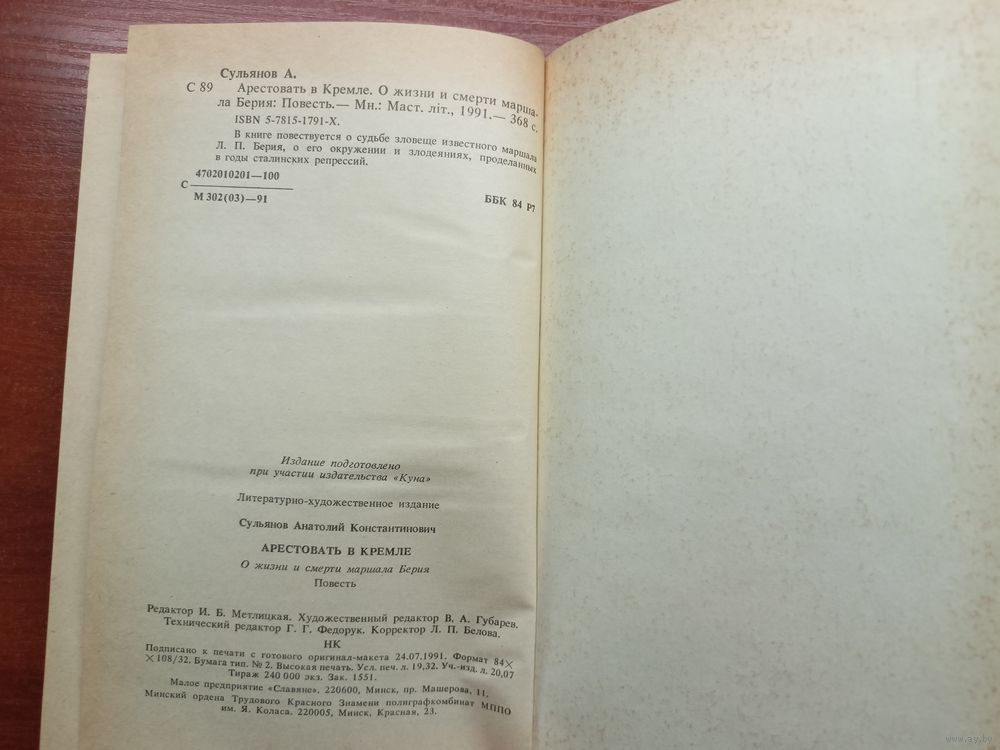 Сульянов А.
С 89 Арестовать в Кремле. О жизни и смерти марша-
ла Берия: Повесть.— Мн.: Маст. літ., 1991.— 368 с.
ISBN 5-7815-1791-X.
В книге повествуется о судьбе зловеще известного маршала
Л. П. Берия, о его окружении и злодеяниях, проделанных
в годы сталинских репрессий.
4702010201—100
С
М 302(03)—91
ББК 84 Р7
Издание подготовлено
при участии издательства «Куна»
Литературно-художественное издание
Сульянов Анатолий Константинович
АРЕСТОВАТЬ В КРЕМЛЕ
О жизни и смерти маршала Берия
Повесть
Редактор И. Б. Метлицкая. Художественный редактор В. А. Губарев.
Технический редактор Г. Г. Федорук. Корректор Л. П. Белова.
НК
Подписано к печати с готового оригинал-макета 24.07.1991. Формат 84×
×108/32. Бумага тип. № 2. Высокая печать. Усл. печ. л. 19,32. Уч.-изд. л. 20,07
Тираж 240 000 экз. Зак. 1551.
Малое предприятие «Славяне». 220600, Минск, пр. Машерова, 11.
Минский ордена Трудового Красного Знамени полиграфкомбинат МППО
им. Я. Коласа. 220005, Минск, Красная, 23.
www.ay.by